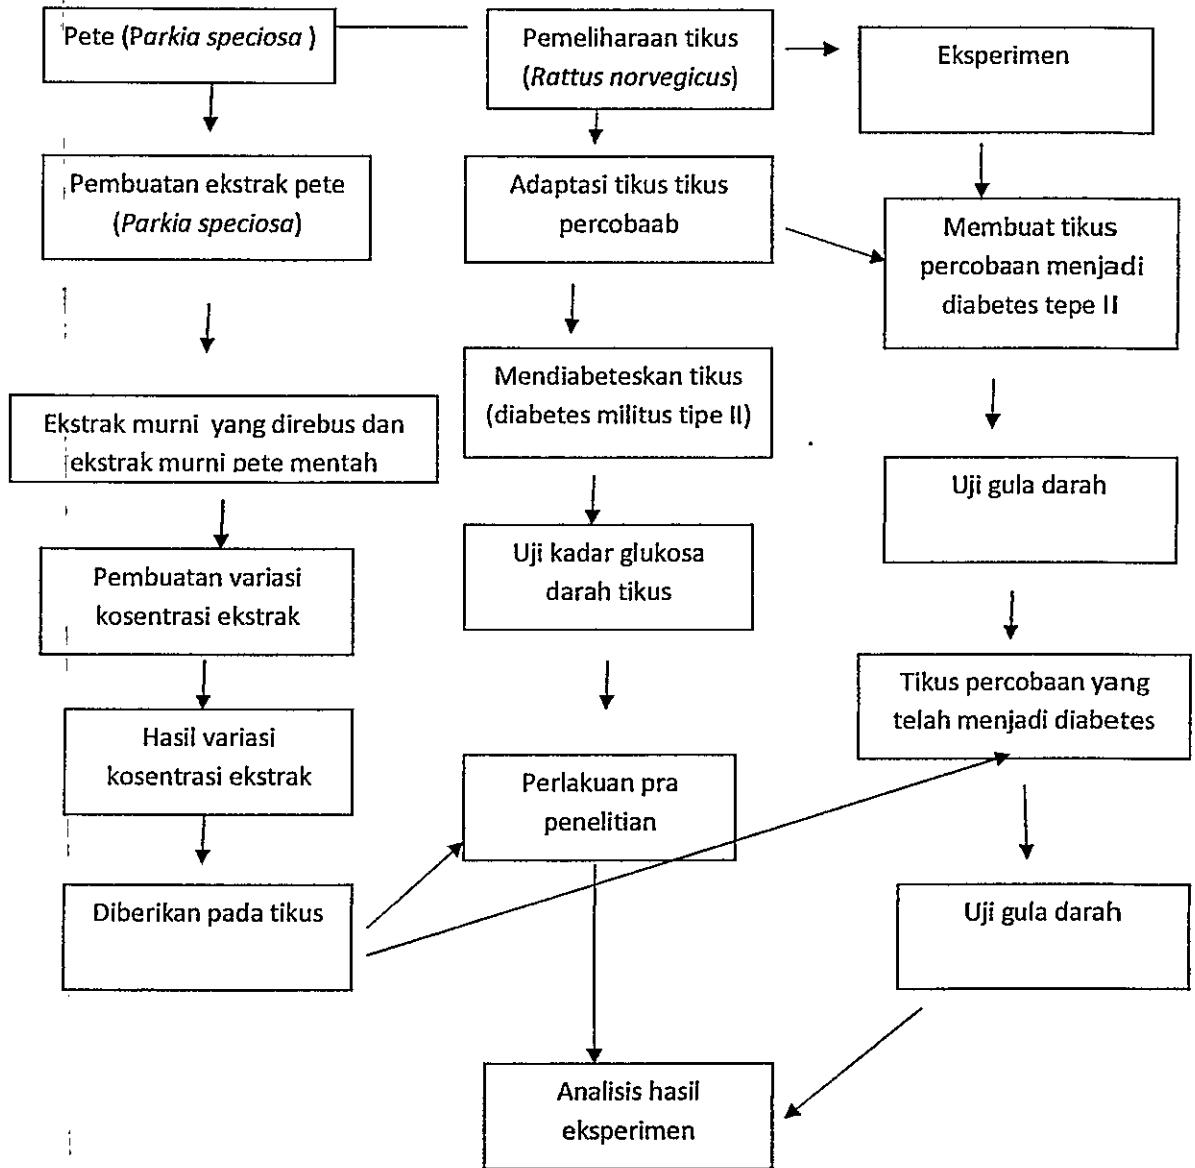 Pete (Parkia speciosa )
Pembuatan ekstrak pete
(Parkia speciosa)
Ekstrak murni yang direbus dan
ekstrak murni pete mentah
Pembuatan variasi
kosentrasi ekstrak
Hasil variasi
kosentrasi ekstrak
Diberikan pada tikus
Pemeliharaan tikus
(Rattus norvegicus)
Adaptasi tikus tikus
percobaab
Mendiabeteskan tikus
(diabetes militus tipe II)
Uji kadar glukosa
darah tikus
Perlakuan pra
penelitian
Analisis hasil
eksperimen
Eksperimen
Membuat tikus
percobaan menjadi
diabetes tepe II
Uji gula darah
Tikus percobaan yang
telah menjadi diabetes
Uji gula darah